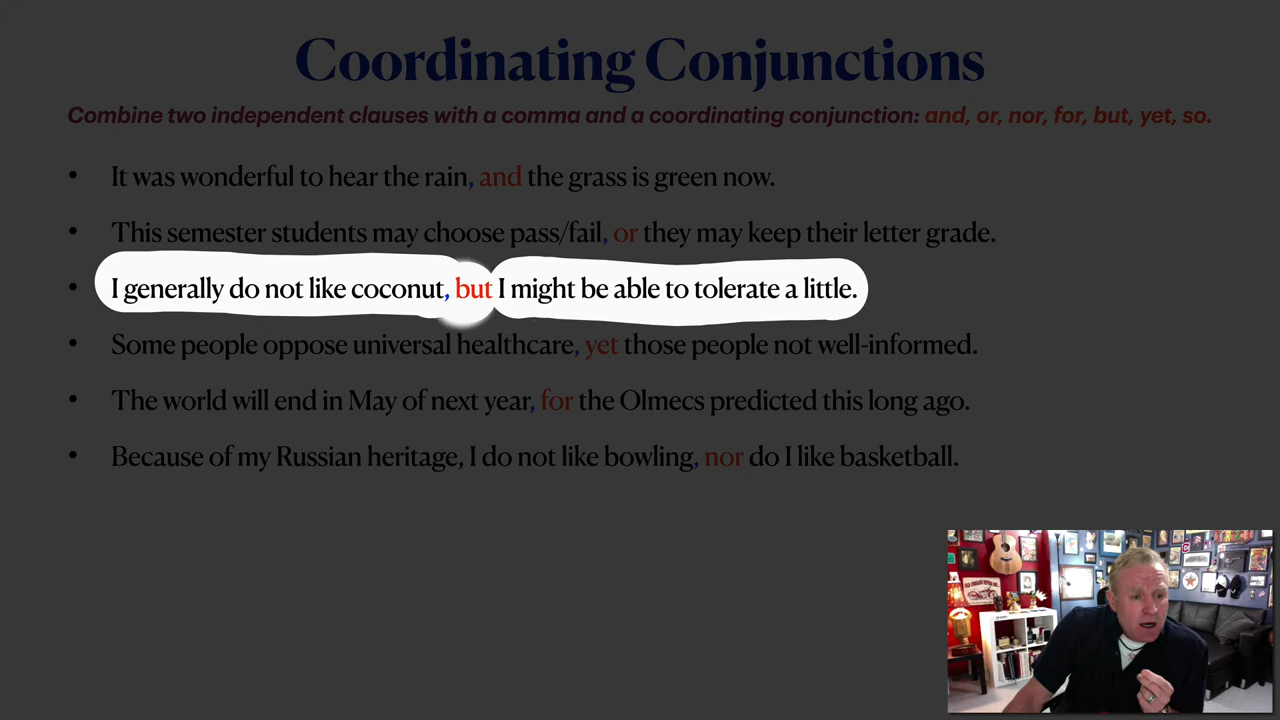 Coordinating Conjunctions
Combine two independent clauses with a comma and a coordinating conjunction: and, or, nor, for, but, yet, so.
• It was wonderful to hear the rain, and the grass is green now.
• This semester students may choose pass/fail, or they may keep their letter grade.
• I generally do not like coconut, but I might be able to tolerate a little.
• Some people oppose universal healthcare, yet those people not well-informed.
• The world will end in May of next year, for the Olmecs predicted this long ago.
• Because of my Russian heritage, I do not like bowling, nor do I like basketball.